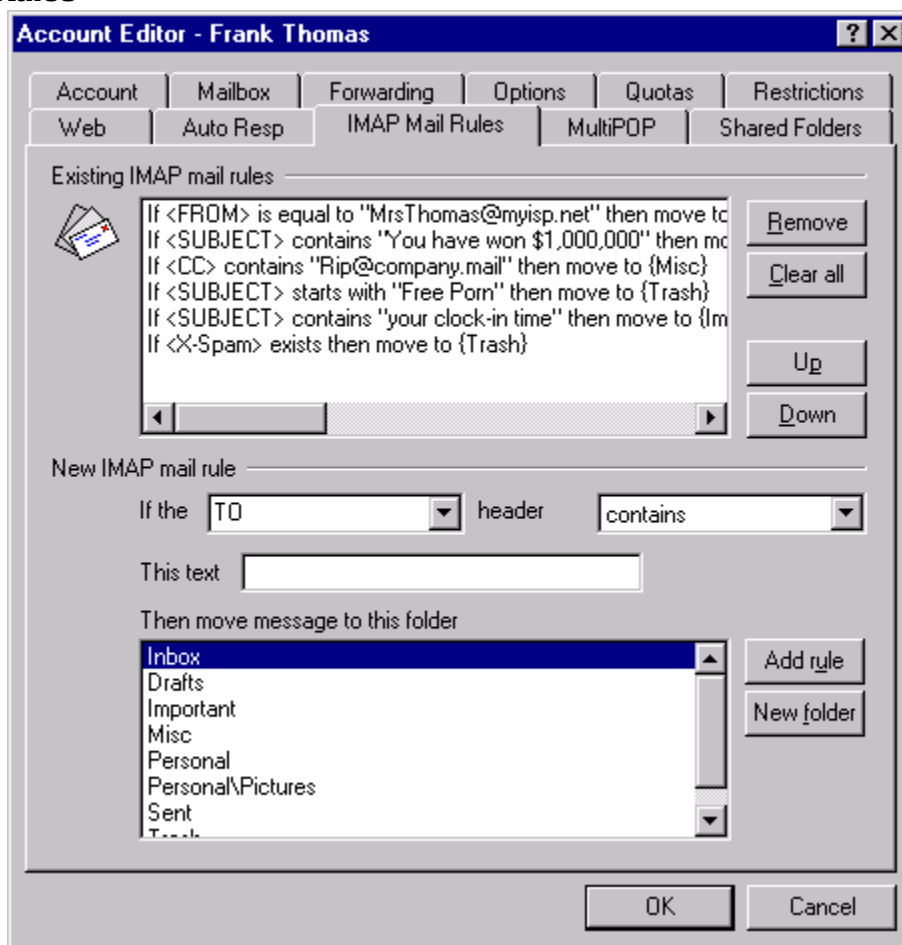 Account Editor - Frank Thomas
Account Mailbox Forwarding Options Quotas Restrictions
Web Auto Resp IMAP Mail Rules MultiPOP Shared Folders
Existing IMAP mail rules
If <FROM> is equal to "MrsThomas@myisp.net" then move to
If <SUBJECT> contains "You have won $1,000,000" then mo
If <CC> contains "Rip@company.mail" then move to {Misc}
If <SUBJECT> starts with "Free Porn" then move to {Trash}
If <SUBJECT> contains "your clock-in time" then move to {Im
If <X-Spam> exists then move to {Trash}
Remove
Clear all
Up
Down
New IMAP mail rule
If the TO header contains
This text
Then move message to this folder
Inbox
Drafts
Important
Misc
Personal
Personal\Pictures
Sent
Add rule
New folder
OK Cancel